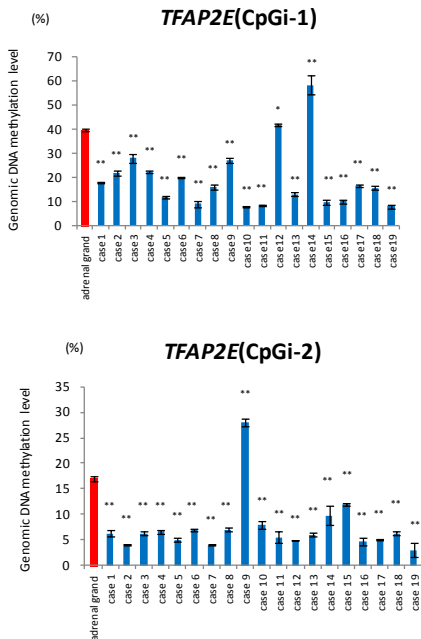 TFAP2E(CpGi-1)
(%)
Genomic DNA methylation level
70
60
50
40
30
20
10
0
** ** ** ** ** ** ** ** ** ** ** * ** ** ** ** ** ** **
adrenal grand
case1
case2
case3
case4
case5
case6
case7
case8
case9
case10
case11
case12
case13
case14
case15
case16
case17
case18
case19
(%)
TFAP2E(CpGi-2)
Genomic DNA methylation level
35
30
25
20
15
10
5
0
** ** ** ** ** ** ** ** ** ** ** ** ** ** ** ** ** ** **
adrenal grand
case 1
case 2
case 3
case 4
case 5
case 6
case 7
case 8
case 9
case 10
case 11
case 12
case 13
case 14
case 15
case 16
case 17
case 18
case 19